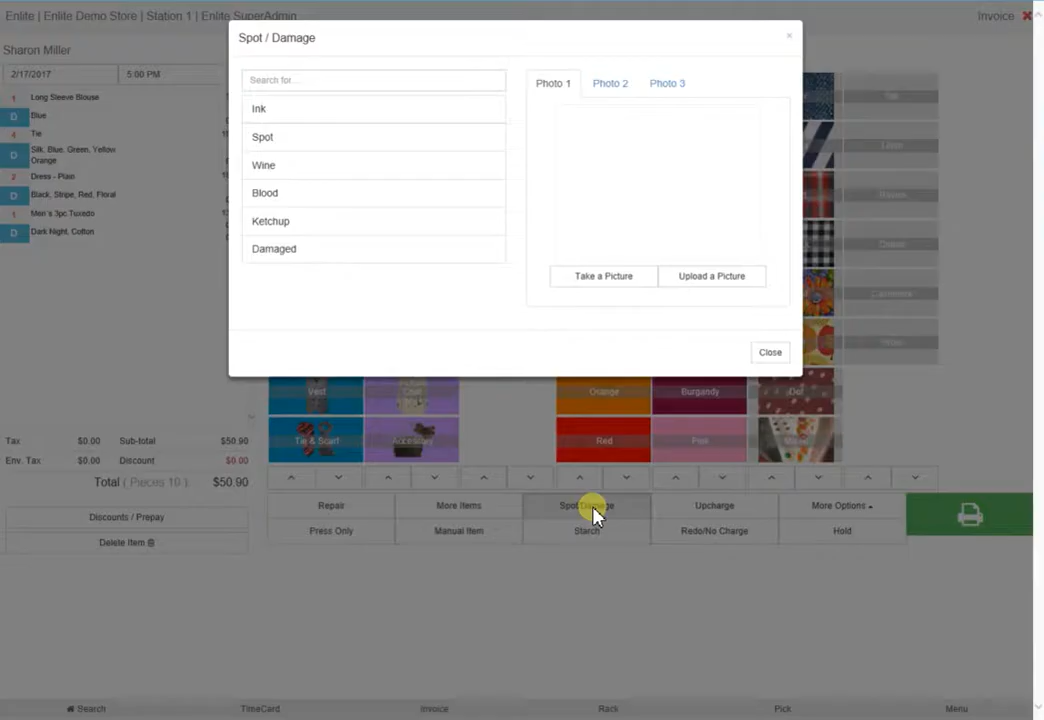 Enlite | Enlite Demo Store | Station 1 | Enlite SuperAdmin
Invoice
Sharon Miller
2/17/2017 5:00 PM
1 Long Sleeve Blouse
D Blue
4 Tie
D Silk, Blue, Green, Yellow
Orange
2 Dress - Plain
D Black, Stripe, Red, Floral
1 Men's 3pc Tuxedo
D Dark Night, Cotton
Spot / Damage
×
Search for...
Ink
Spot
Wine
Blood
Ketchup
Damaged
Photo 1 Photo 2 Photo 3
Take a Picture Upload a Picture
Close
Vest
Orange Burgandy Dot
Tie & Scarf Accessory Red Pink
Tax $0.00 Sub-total $50.90
Env. Tax $0.00 Discount $0.00
Total ( Pieces 10 ) $50.90
Discounts / Prepay
Delete Item
Repair More Items Spot Damage Upcharge More Options
Press Only Manual Item Starch Redo/No Charge Hold
Search TimeCard Invoice Rack Pick Menu